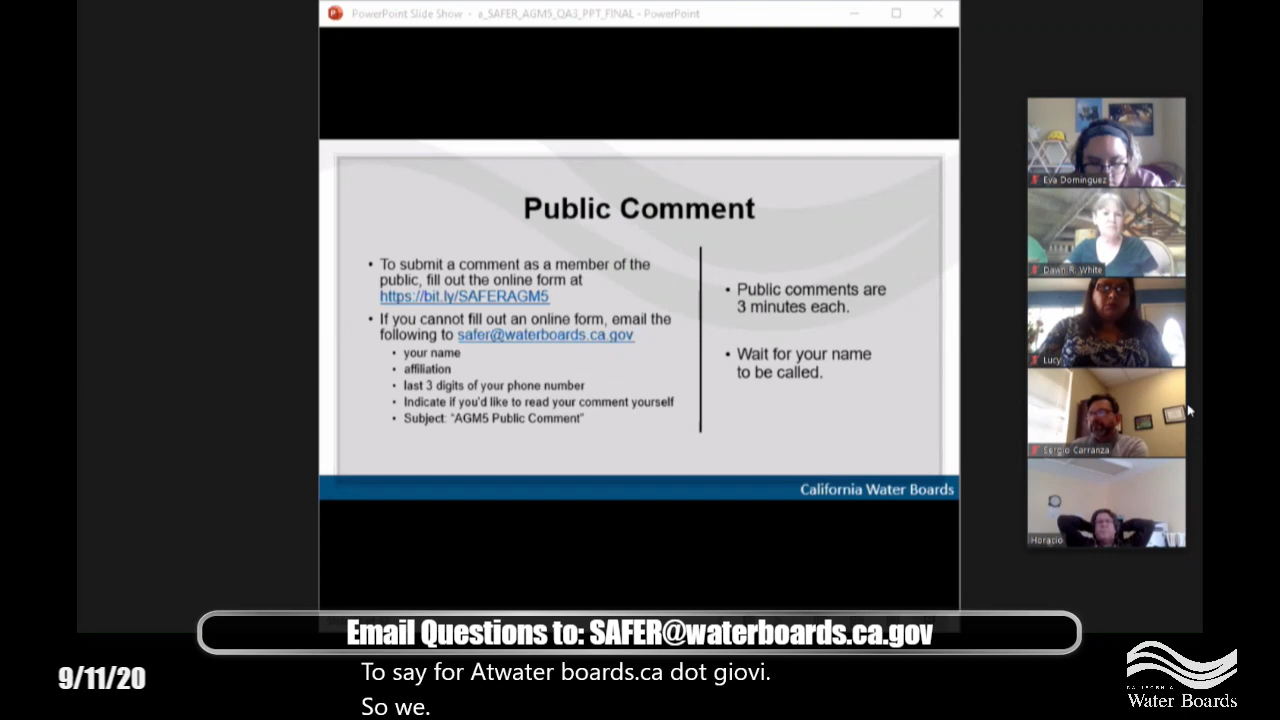 PowerPoint Slide Show - a_SAFER_AGM5_QA3_PPT_FINAL - PowerPoint
Public Comment
• To submit a comment as a member of the
public, fill out the online form at
https://bit.ly/SAFERAGM5
• If you cannot fill out an online form, email the
following to safer@waterboards.ca.gov
• your name
• affiliation
• last 3 digits of your phone number
• Indicate if you'd like to read your comment yourself
• Subject: "AGM5 Public Comment"
• Public comments are
3 minutes each.
• Wait for your name
to be called.
California Water Boards
Eva Dominguez
Dawn R. White
Lucy
Sergio Carranza
Horacio
Email Questions to: SAFER@waterboards.ca.gov
To say for Atwater boards.ca dot giovi.
So we.
9/11/20
CALIFORNIA
Water Boards